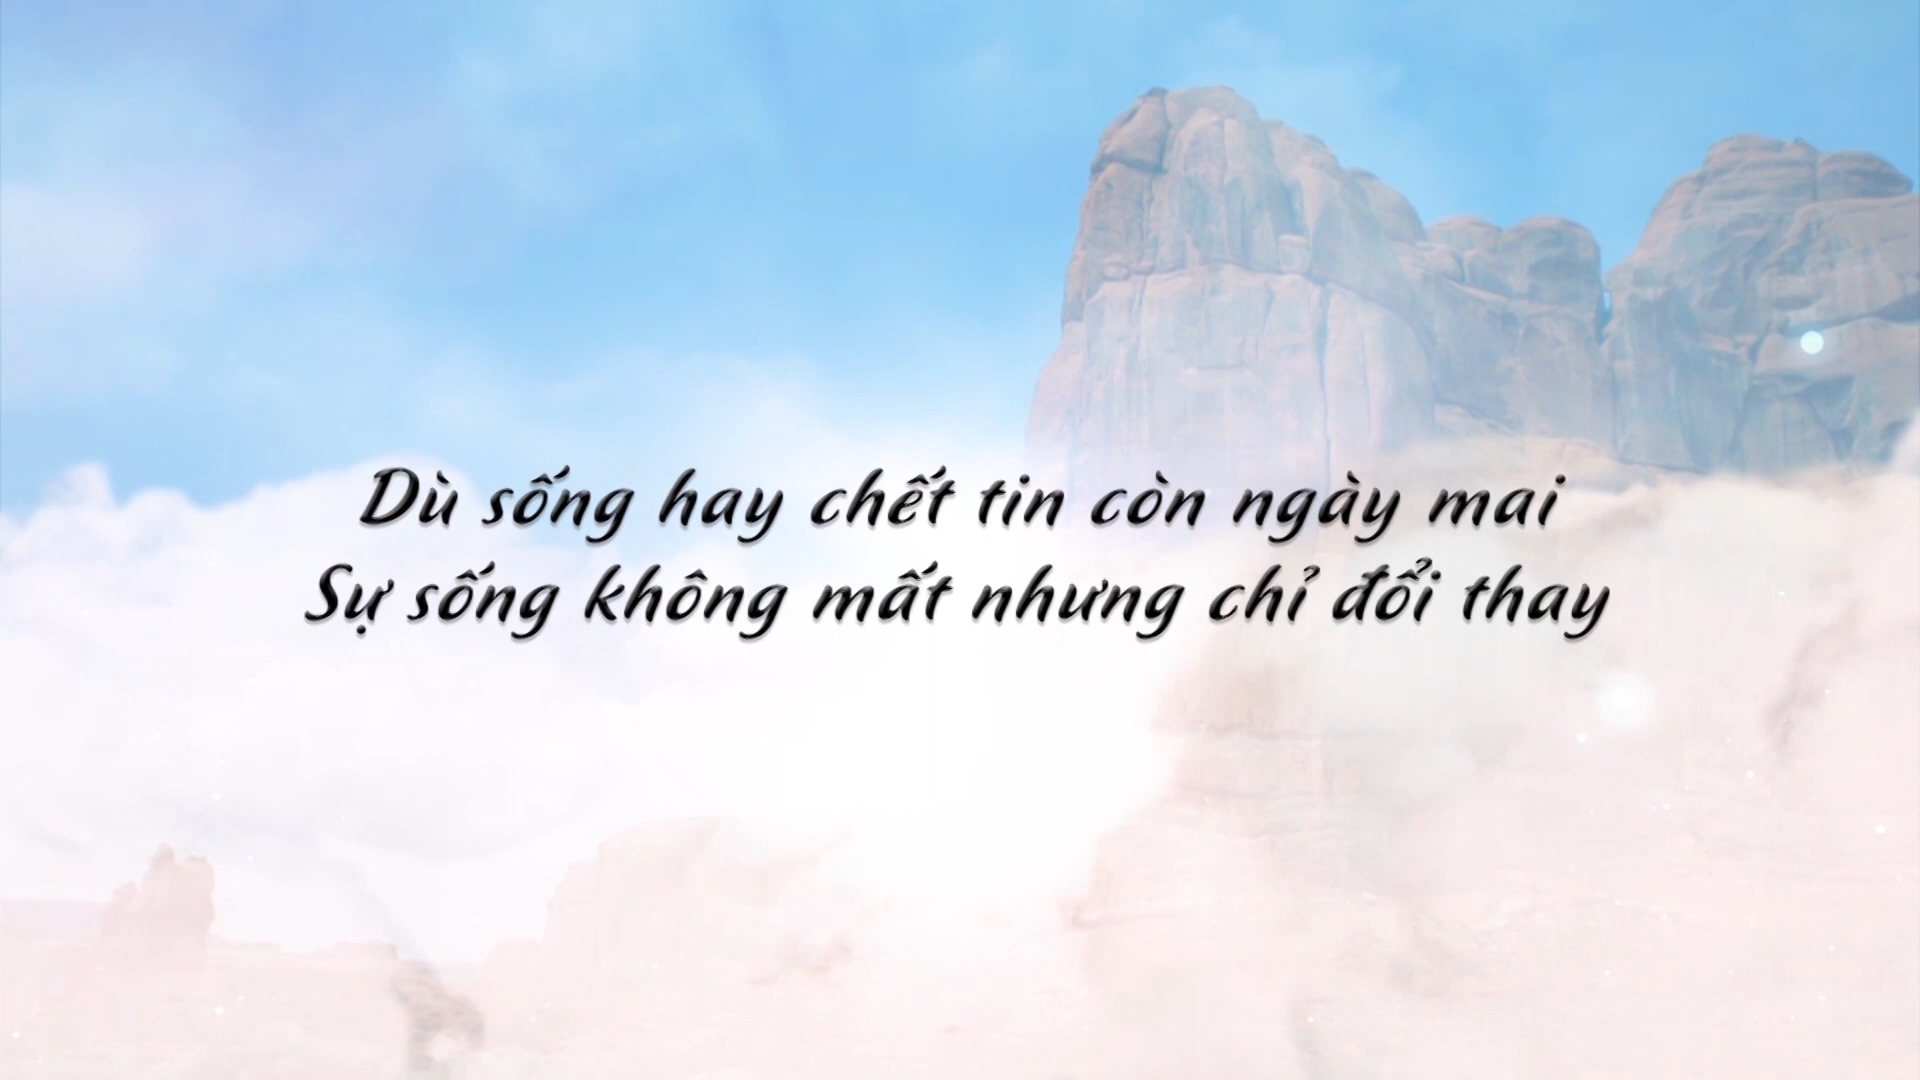 Dù sống hay chết tin còn ngày mai
Sự sống không mất nhưng chỉ đổi thay